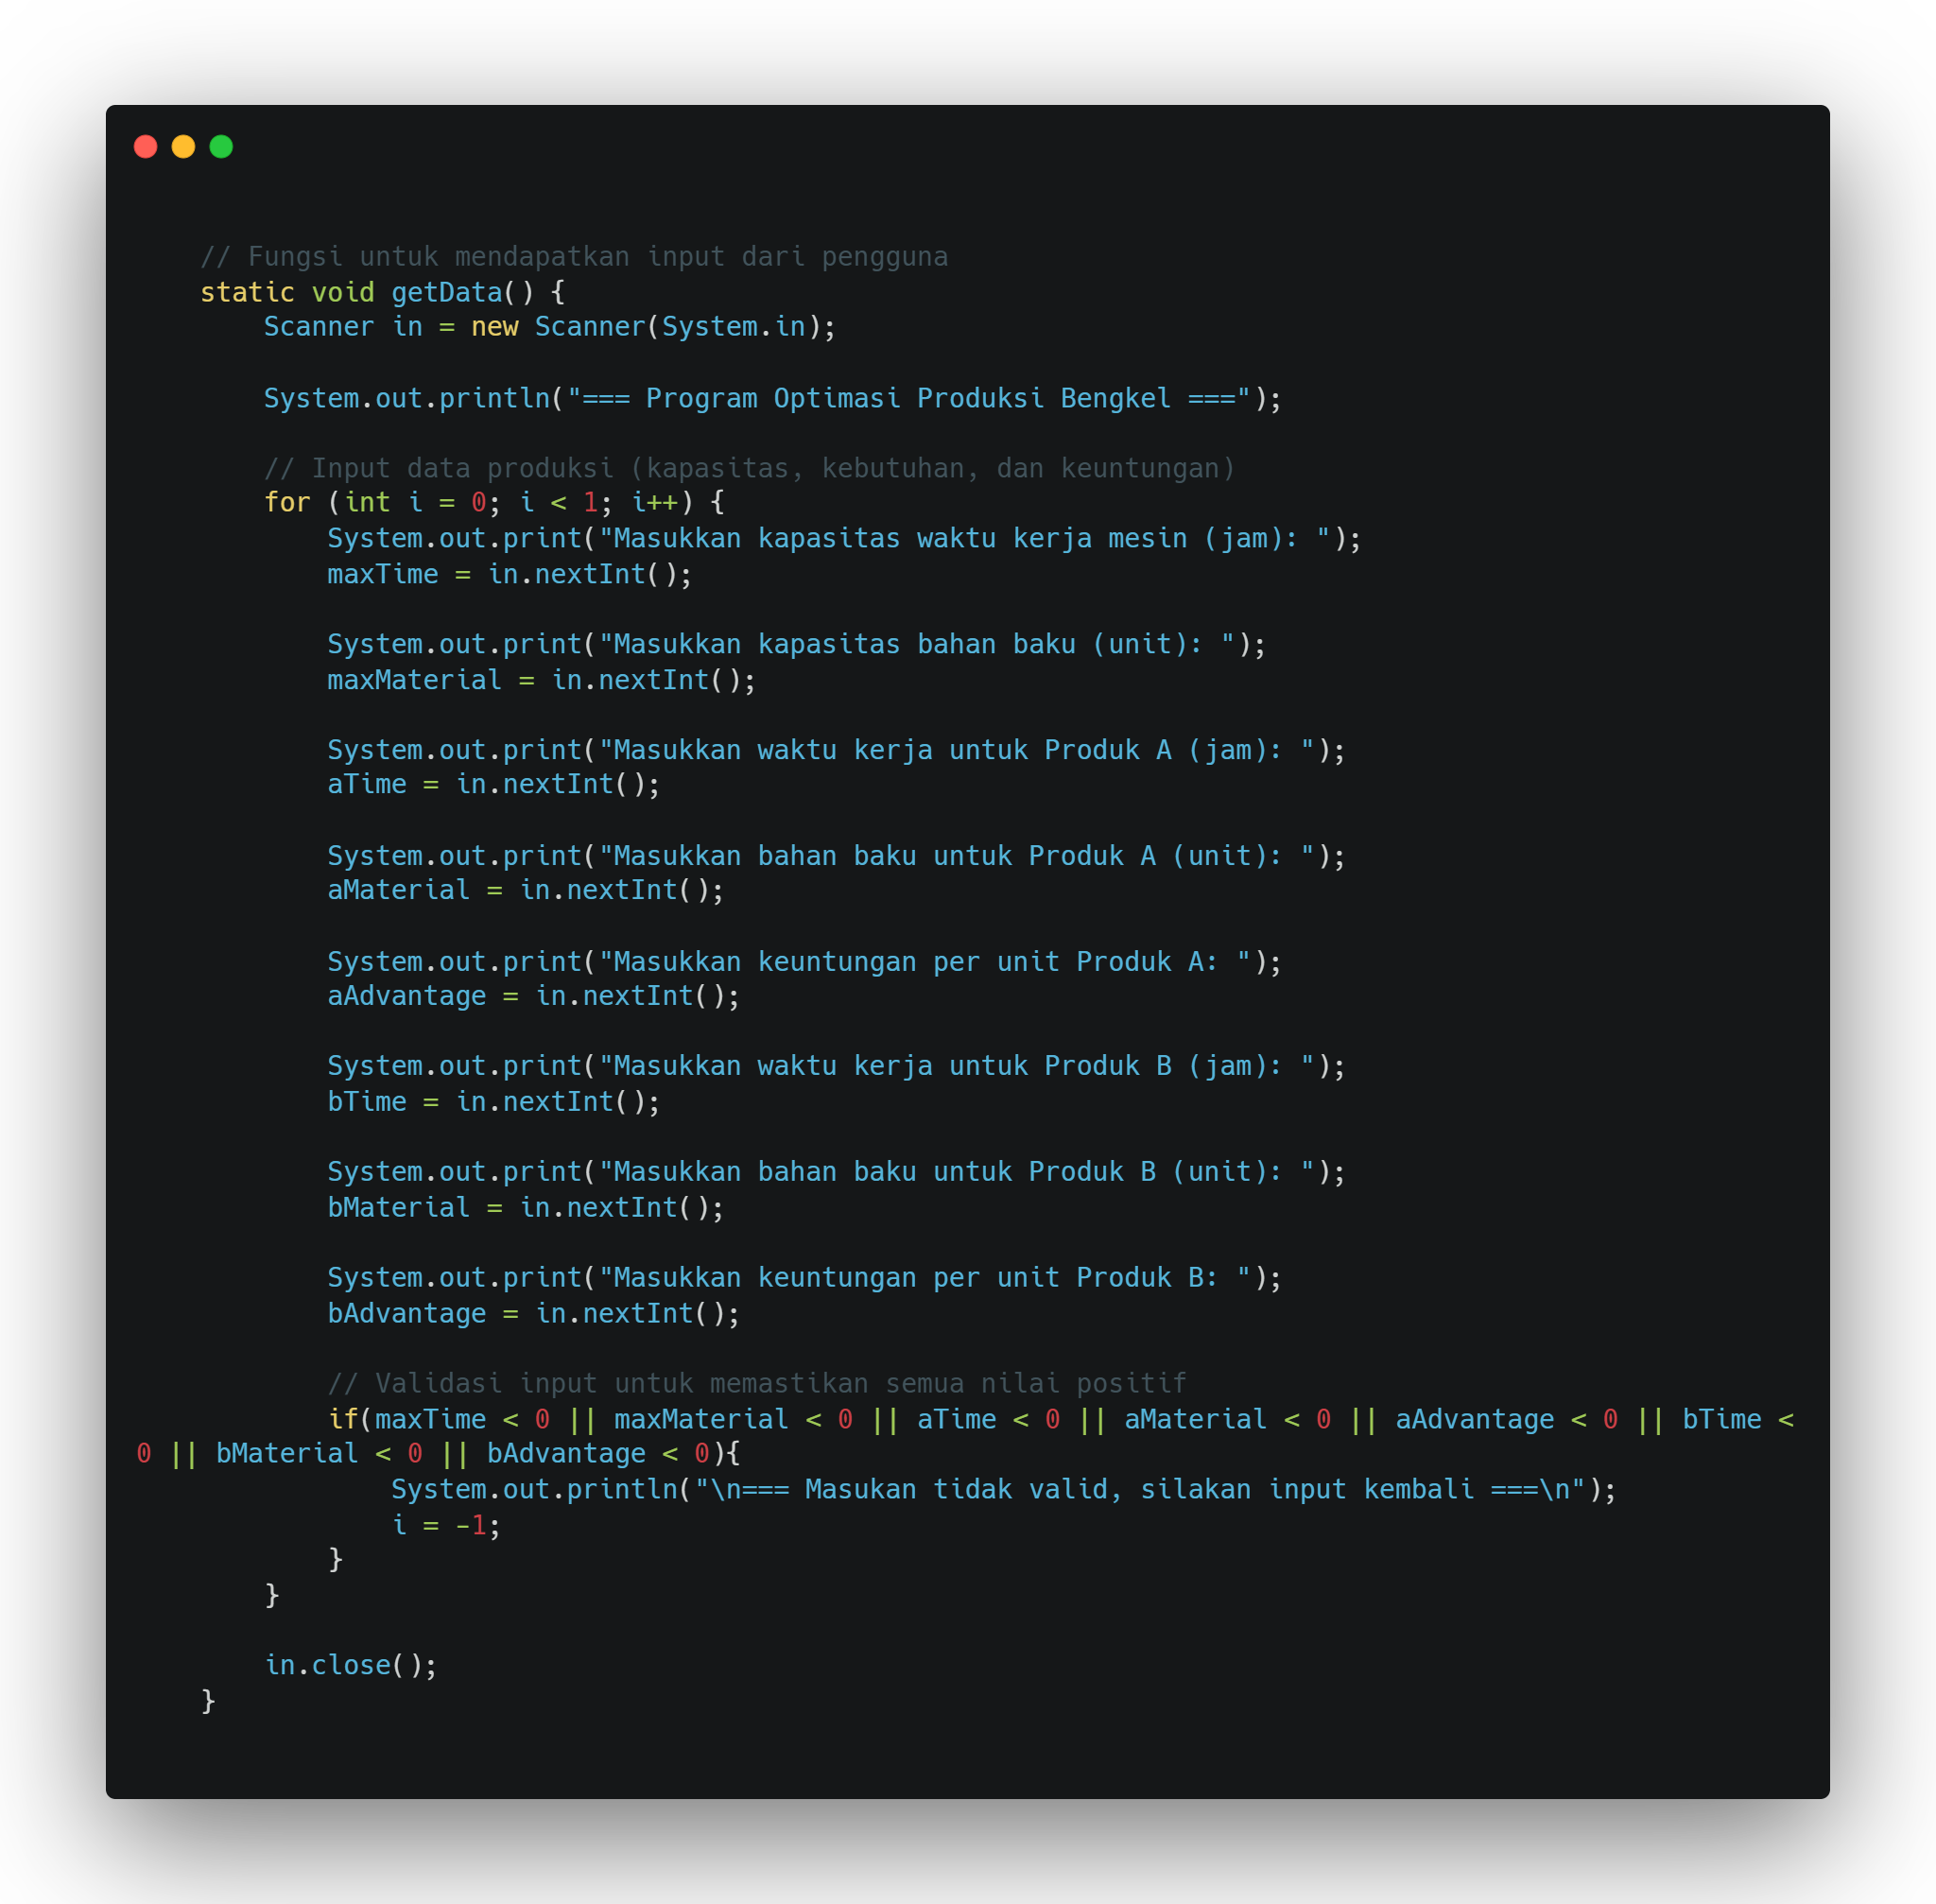 // Fungsi untuk mendapatkan input dari pengguna
static void getData() {
Scanner in = new Scanner(System.in);
System.out.println("=== Program Optimasi Produksi Bengkel ===");
// Input data produksi (kapasitas, kebutuhan, dan keuntungan)
for (int i = 0; i < 1; i++) {
System.out.print("Masukkan kapasitas waktu kerja mesin (jam): ");
maxTime = in.nextInt();
System.out.print("Masukkan kapasitas bahan baku (unit): ");
maxMaterial = in.nextInt();
System.out.print("Masukkan waktu kerja untuk Produk A (jam): ");
aTime = in.nextInt();
System.out.print("Masukkan bahan baku untuk Produk A (unit): ");
aMaterial = in.nextInt();
System.out.print("Masukkan keuntungan per unit Produk A: ");
aAdvantage = in.nextInt();
System.out.print("Masukkan waktu kerja untuk Produk B (jam): ");
bTime = in.nextInt();
System.out.print("Masukkan bahan baku untuk Produk B (unit): ");
bMaterial = in.nextInt();
System.out.print("Masukkan keuntungan per unit Produk B: ");
bAdvantage = in.nextInt();
// Validasi input untuk memastikan semua nilai positif
if(maxTime < 0 || maxMaterial < 0 || aTime < 0 || aMaterial < 0 || aAdvantage < 0 || bTime <
0 || bMaterial < 0 || bAdvantage < 0){
System.out.println("\n=== Masukan tidak valid, silakan input kembali ===\n");
i = -1;
}
}
in.close();
}